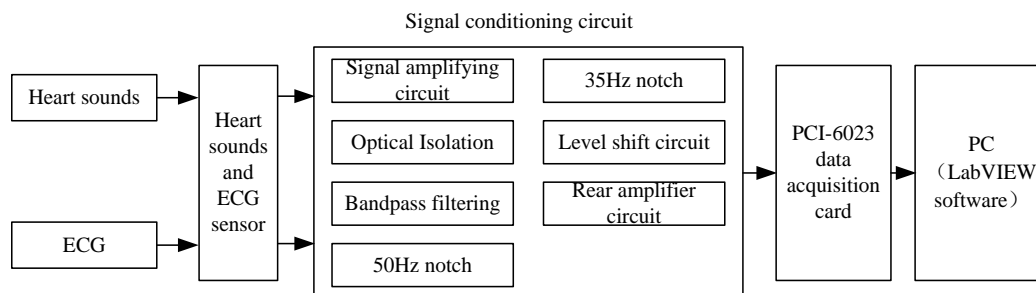 Signal conditioning circuit
Heart sounds
ECG
Heart
sounds
and
ECG
sensor
Signal amplifying
circuit
Optical Isolation
Bandpass filtering
50Hz notch
35Hz notch
Level shift circuit
Rear amplifier
circuit
PCI-6023
data
acquisition
card
PC
（LabVIEW
software）